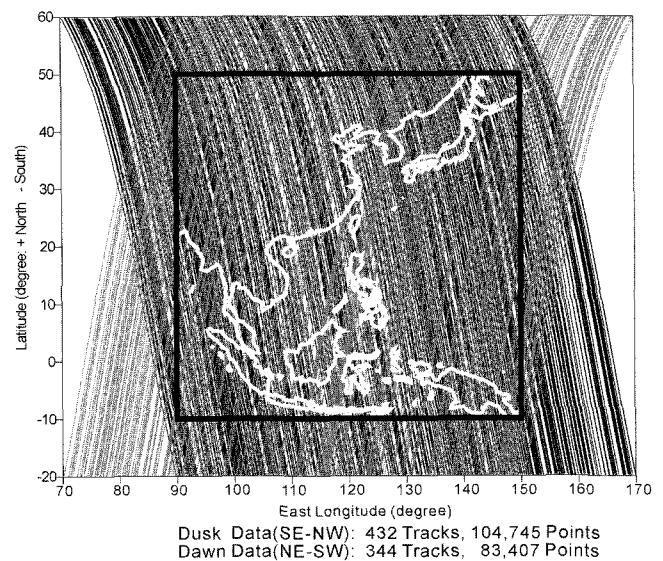 60
50
40
30
20
10
0
-10
-20
Latitude (degree: + North - South)
70 80 90 100 110 120 130 140 150 160 170
East Longitude (degree)
Dusk Data(SE-NW): 432 Tracks, 104,745 Points
Dawn Data(NE-SW): 344 Tracks, 83,407 Points